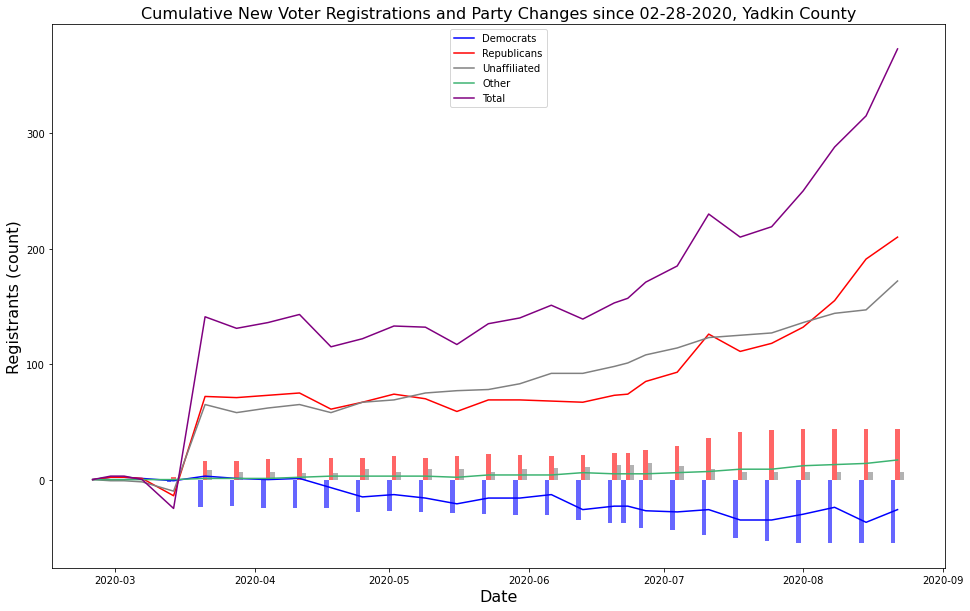 Cumulative New Voter Registrations and Party Changes since 02-28-2020, Yadkin County
Democrats
Republicans
Unaffiliated
Other
Total
Registrants (count)
300
200
100
0
2020-03
2020-04
2020-05
2020-06
2020-07
2020-08
2020-09
Date